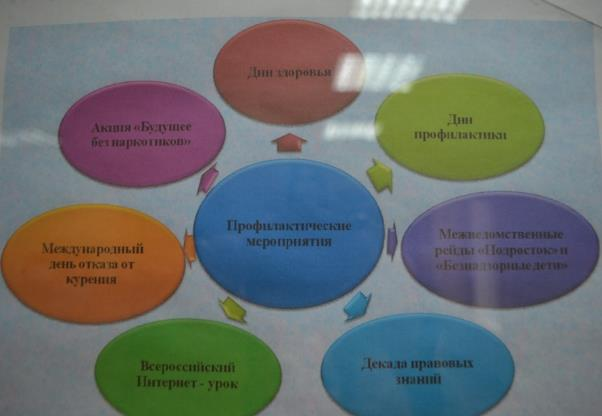 Дни здоровья
Дни
профилактики
Межведомственные
рейды «Подросток» и
«Безнадзорные дети»
Декада правовых
знаний
Всероссийский
Интернет - урок
Международный
день отказа от
курения
Акция «Будущее
без наркотиков»
Профилактические
мероприятия